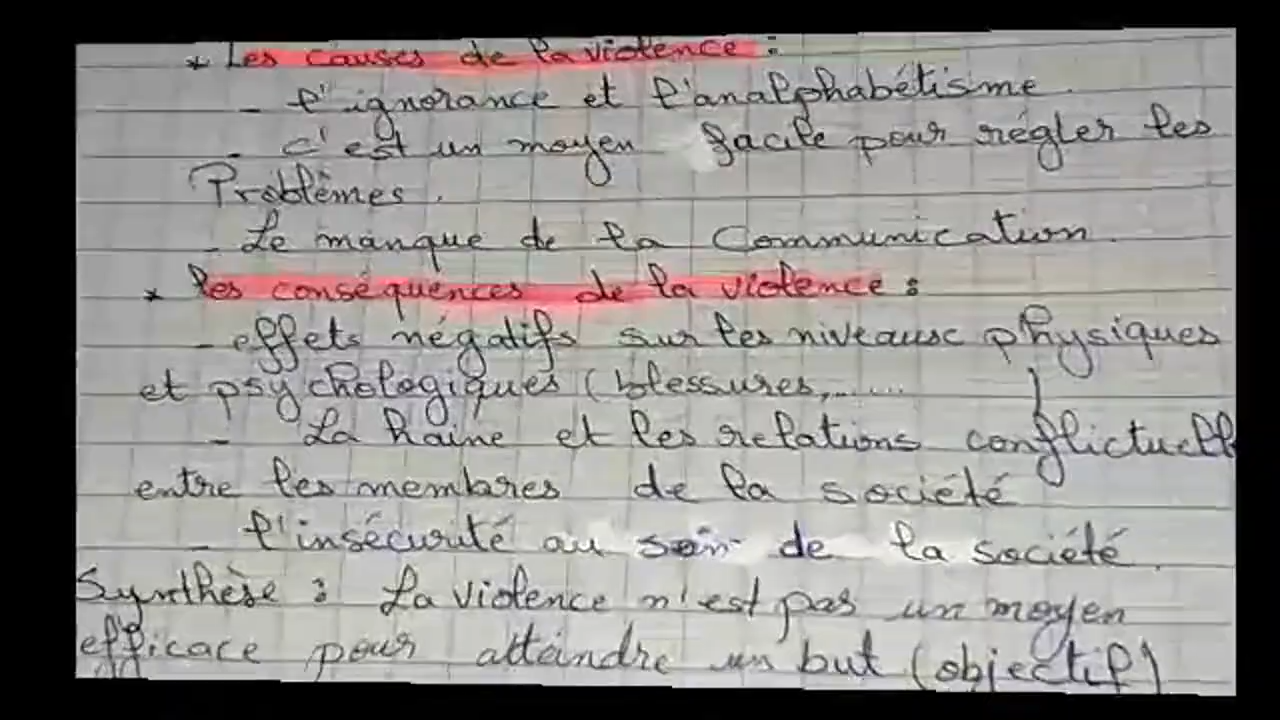 * Les causes de la violence :
- l'ignorance et l'analphabétisme.
- c'est un moyen facile pour régler les
Problèmes.
- Le manque de la Communication.
* les conséquences de la violence :
- effets négatifs sur les niveaux physiques
et psychologiques (blessures,......)
- La haine et les relations conflictuell
entre les membres de la société
- l'insécurité au sein de la société.
Synthèse : La violence n'est pas un moyen
efficace pour atteindre un but (objectif)